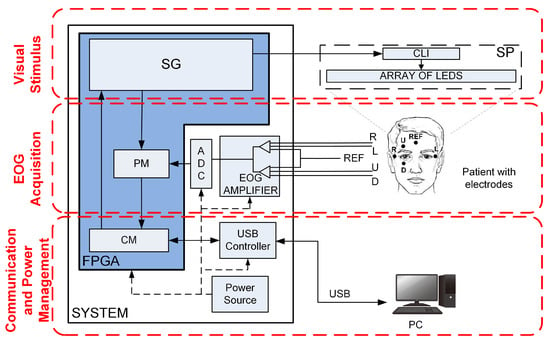 Visual
Stimulus
SG
CLI
SP
ARRAY OF LEDS
EOG
Acquisition
PM
A
D
C
EOG
AMPLIFIER
R
L
REF
U
D
REF
U
R
L
D
Patient with
electrodes
Communication
and Power
Management
CM
FPGA
USB
Controller
Power
Source
SYSTEM
USB
PC